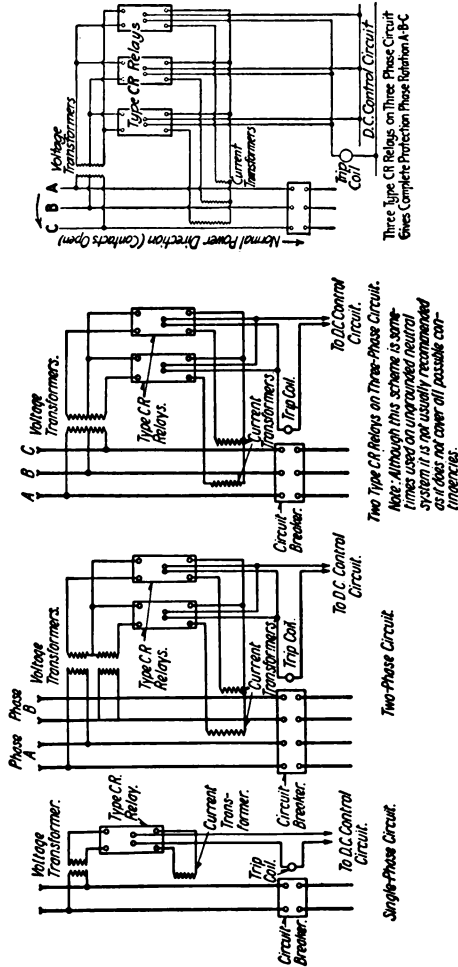 Voltage
Transformer.
Type C.R.
Relay.
Current
Trans-
former.
Trip
Coil.
Circuit
Breaker.
To D.C. Control
Circuit.
Single-Phase Circuit.
Phase
A
Phase
B
Voltage
Transformers.
Type C.R.
Relays.
Current
Transformers.
Trip Coil.
Circuit-
Breaker.
To D.C. Control
Circuit.
Two-Phase Circuit.
A B C
Voltage
Transformers.
Type C.R.
Relays.
Current
Transformers
Trip Coil.
Circuit-
Breaker.
To D.C. Control
Circuit.
Two Type C.R. Relays on Three-Phase Circuit.
Note: Although this scheme is some-
times used on ungrounded neutral
system it is not usually recommended
as it does not cover all possible con-
tingencies.
Normal Power Direction (Contacts Open)
C B A
Voltage
Transformers
Type CR Relays
Current
Transformers
Trip
Coil
D.C. Control Circuit
Three Type CR Relays on Three Phase Circuit
Gives Complete Protection Phase Rotation A-B-C